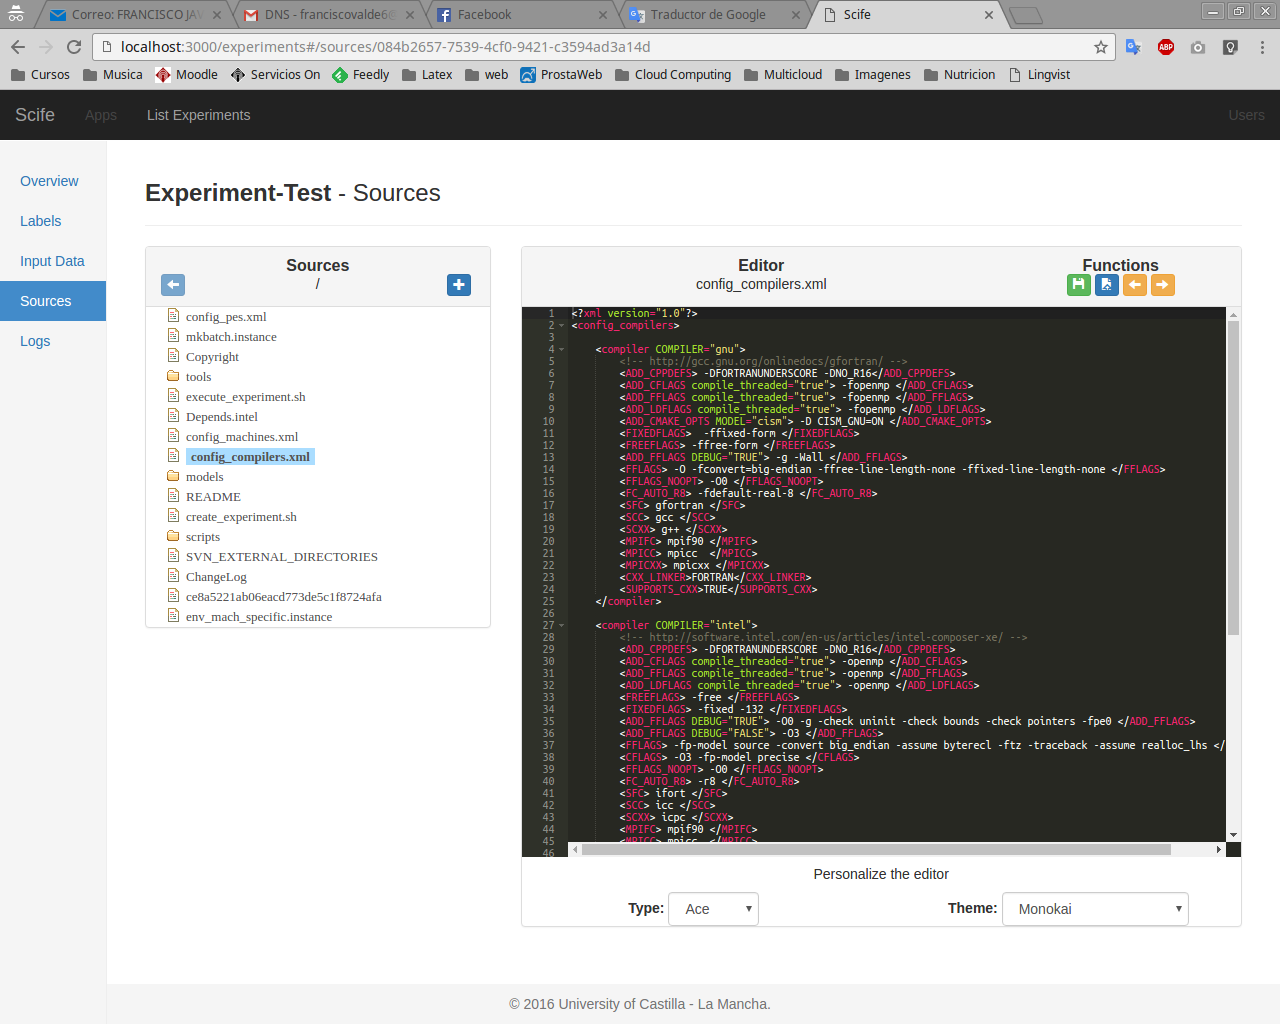 Correo: FRANCISCO JAV
DNS - franciscovalde6@
Facebook
Traductor de Google
Scife
localhost:3000/experiments#/sources/084b2657-7539-4cf0-9421-c3594ad3a14d
Cursos Musica Moodle Servicios On Feedly Latex web ProstaWeb Cloud Computing Multicloud Imagenes Nutricion Lingvist
Scife Apps List Experiments Users
Overview
Labels
Input Data
Sources
Logs
Experiment-Test - Sources
Sources
/
config_pes.xml
mkbatch.instance
Copyright
tools
execute_experiment.sh
Depends.intel
config_machines.xml
config_compilers.xml
models
README
create_experiment.sh
scripts
SVN_EXTERNAL_DIRECTORIES
ChangeLog
ce8a5221ab06eacd773de5c1f8724afa
env_mach_specific.instance
Editor
config_compilers.xml
Functions
1 <?xml version="1.0"?>
2 <config_compilers>
3
4 <compiler COMPILER="gnu">
5 <!-- http://gcc.gnu.org/onlinedocs/gfortran/ -->
6 <ADD_CPPDEFS> -DFORTRANUNDERSCORE -DNO_R16</ADD_CPPDEFS>
7 <ADD_CFLAGS compile_threaded="true"> -fopenmp </ADD_CFLAGS>
8 <ADD_FFLAGS compile_threaded="true"> -fopenmp </ADD_FFLAGS>
9 <ADD_LDFLAGS compile_threaded="true"> -fopenmp </ADD_LDFLAGS>
10 <ADD_CMAKE_OPTS MODEL="cism"> -D CISM_GNU=ON </ADD_CMAKE_OPTS>
11 <FIXEDFLAGS>  -ffixed-form </FIXEDFLAGS>
12 <FREEFLAGS> -ffree-form </FREEFLAGS>
13 <ADD_FFLAGS DEBUG="TRUE"> -g -Wall </ADD_FFLAGS>
14 <FFLAGS> -O -fconvert=big-endian -ffree-line-length-none -ffixed-line-length-none </FFLAGS>
15 <FFLAGS_NOOPT> -O0 </FFLAGS_NOOPT>
16 <FC_AUTO_R8> -fdefault-real-8 </FC_AUTO_R8>
17 <SFC> gfortran </SFC>
18 <SCC> gcc </SCC>
19 <SCXX> g++ </SCXX>
20 <MPIFC> mpif90 </MPIFC>
21 <MPICC> mpicc  </MPICC>
22 <MPICXX> mpicxx </MPICXX>
23 <CXX_LINKER>FORTRAN</CXX_LINKER>
24 <SUPPORTS_CXX>TRUE</SUPPORTS_CXX>
25 </compiler>
26
27 <compiler COMPILER="intel">
28 <!-- http://software.intel.com/en-us/articles/intel-composer-xe/ -->
29 <ADD_CPPDEFS> -DFORTRANUNDERSCORE -DNO_R16</ADD_CPPDEFS>
30 <ADD_CFLAGS compile_threaded="true"> -openmp </ADD_CFLAGS>
31 <ADD_FFLAGS compile_threaded="true"> -openmp </ADD_FFLAGS>
32 <ADD_LDFLAGS compile_threaded="true"> -openmp </ADD_LDFLAGS>
33 <FREEFLAGS> -free </FREEFLAGS>
34 <FIXEDFLAGS> -fixed -132 </FIXEDFLAGS>
35 <ADD_FFLAGS DEBUG="TRUE"> -O0 -g -check uninit -check bounds -check pointers -fpe0 </ADD_FFLAGS>
36 <ADD_FFLAGS DEBUG="FALSE"> -O3 </ADD_FFLAGS>
37 <FFLAGS> -fp-model source -convert big_endian -assume byterecl -ftz -traceback -assume realloc_lhs </
38 <CFLAGS> -O3 -fp-model precise </CFLAGS>
39 <FFLAGS_NOOPT> -O0 </FFLAGS_NOOPT>
40 <FC_AUTO_R8> -r8 </FC_AUTO_R8>
41 <SFC> ifort </SFC>
42 <SCC> icc </SCC>
43 <SCXX> icpc </SCXX>
44 <MPIFC> mpif90 </MPIFC>
45 <MPICC> mpicc  </MPICC>
46
Personalize the editor
Type: Ace Theme: Monokai
© 2016 University of Castilla - La Mancha.